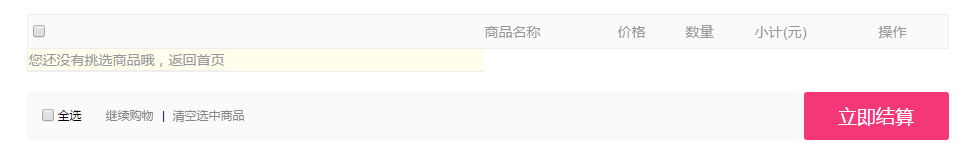 商品名称 价格 数量 小计(元) 操作
您还没有挑选商品哦，返回首页
全选 继续购物 | 清空选中商品 立即结算